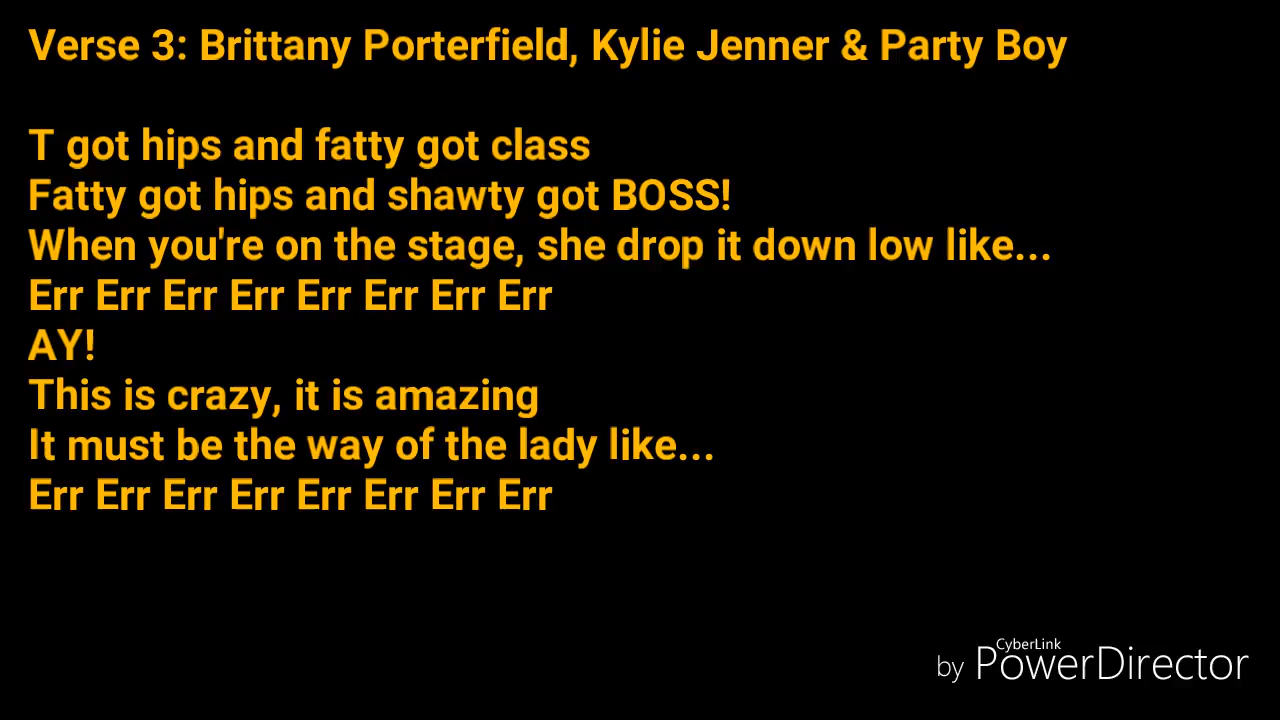 Verse 3: Brittany Porterfield, Kylie Jenner & Party Boy
T got hips and fatty got class
Fatty got hips and shawty got BOSS!
When you're on the stage, she drop it down low like...
Err Err Err Err Err Err Err Err
AY!
This is crazy, it is amazing
It must be the way of the lady like...
Err Err Err Err Err Err Err Err
by CyberLink PowerDirector